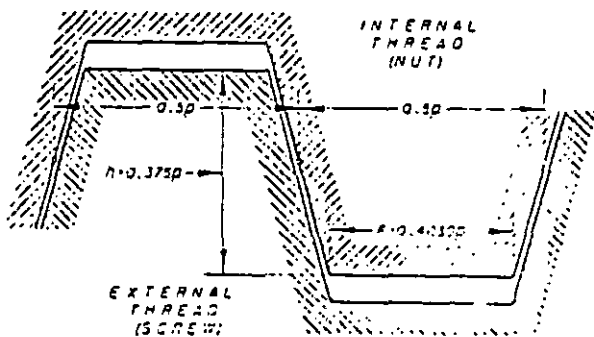 INTERNAL
THREAD
(NUT)
0.5p
0.5p
h=0.375p
EXTERNAL
THREAD
(SCREW)